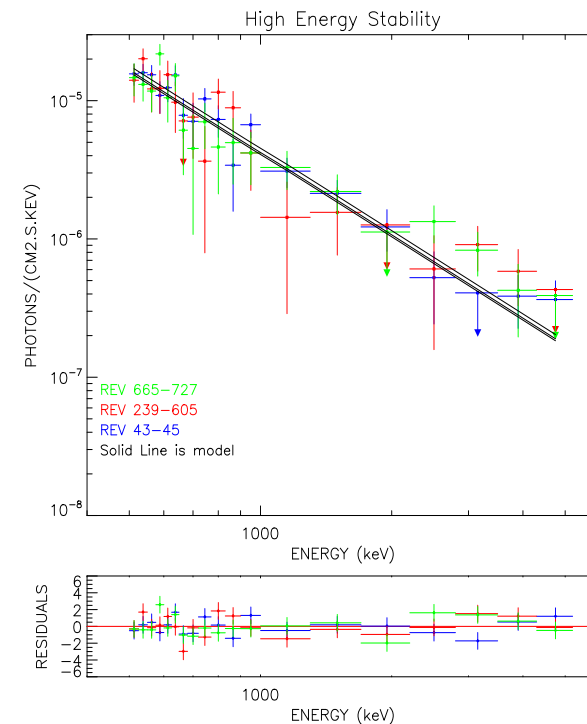 High Energy Stability
10⁻⁵
10⁻⁶
10⁻⁷
10⁻⁸
PHOTONS/(CM2.S.KEV)
REV 665−727
REV 239−605
REV 43−45
Solid Line is model
1000
ENERGY (keV)
6
4
2
0
−2
−4
−6
RESIDUALS
1000
ENERGY (keV)